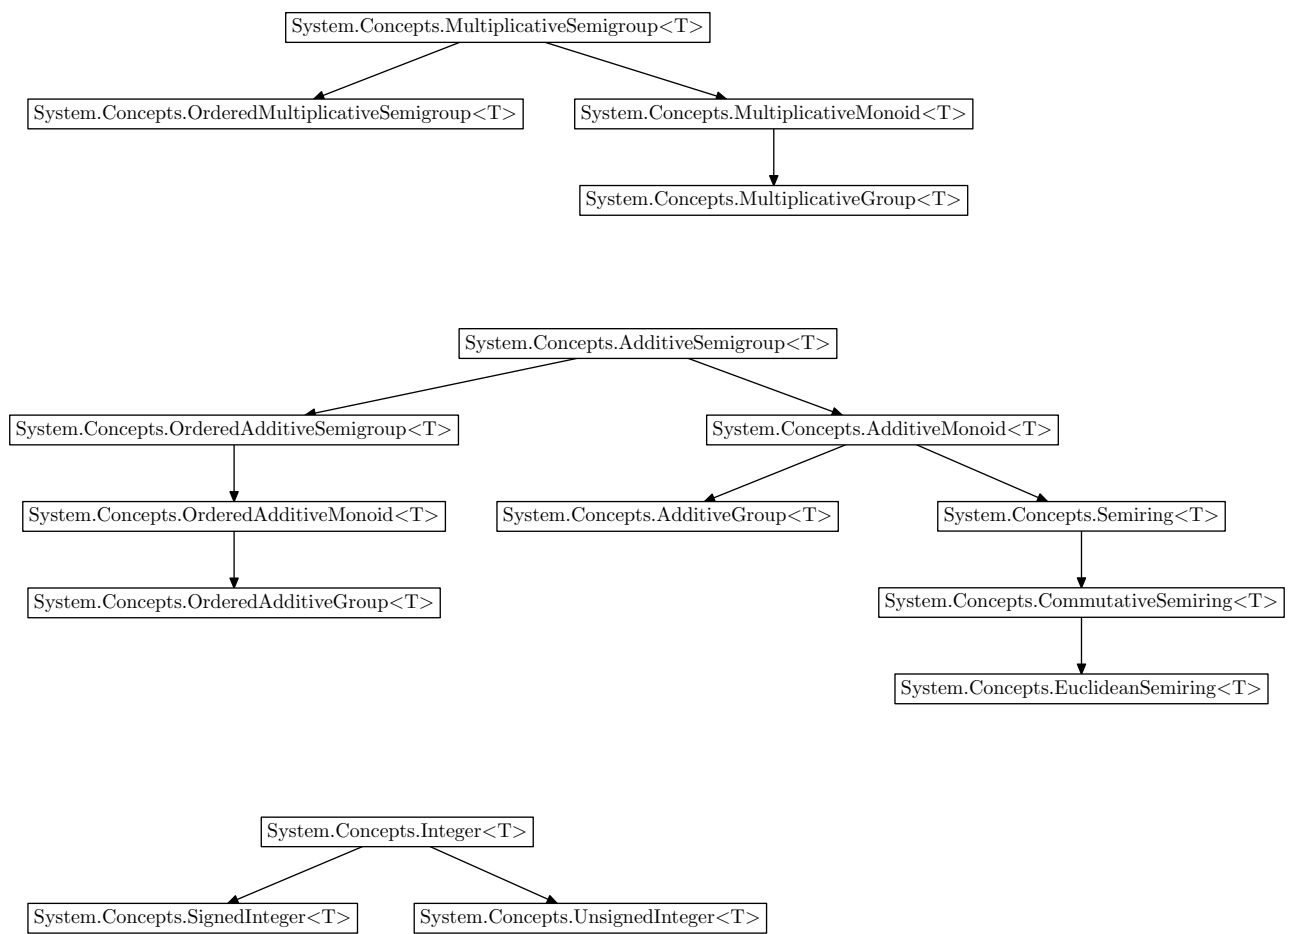 System.Concepts.MultiplicativeSemigroup<T>
System.Concepts.OrderedMultiplicativeSemigroup<T>
System.Concepts.MultiplicativeMonoid<T>
System.Concepts.MultiplicativeGroup<T>
System.Concepts.AdditiveSemigroup<T>
System.Concepts.OrderedAdditiveSemigroup<T>
System.Concepts.AdditiveMonoid<T>
System.Concepts.OrderedAdditiveMonoid<T>
System.Concepts.AdditiveGroup<T>
System.Concepts.Semiring<T>
System.Concepts.OrderedAdditiveGroup<T>
System.Concepts.CommutativeSemiring<T>
System.Concepts.EuclideanSemiring<T>
System.Concepts.Integer<T>
System.Concepts.SignedInteger<T>
System.Concepts.UnsignedInteger<T>